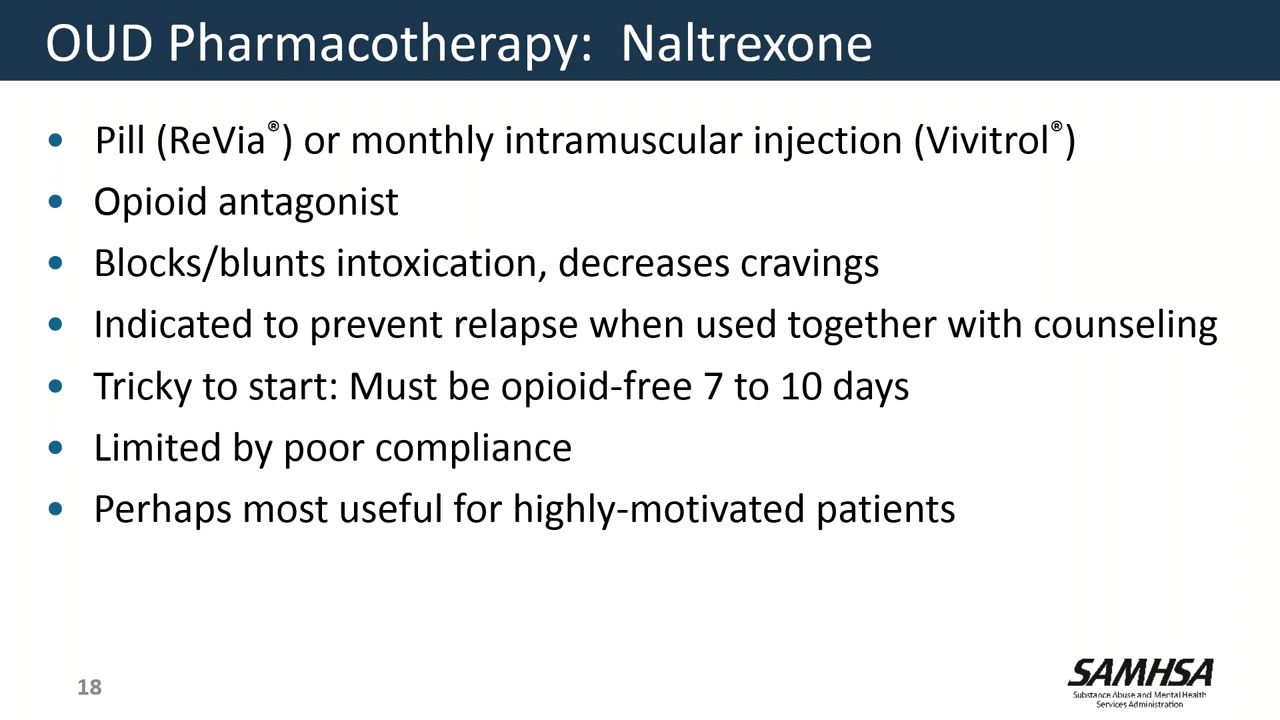 OUD Pharmacotherapy: Naltrexone
• Pill (ReVia®) or monthly intramuscular injection (Vivitrol®)
• Opioid antagonist
• Blocks/blunts intoxication, decreases cravings
• Indicated to prevent relapse when used together with counseling
• Tricky to start: Must be opioid-free 7 to 10 days
• Limited by poor compliance
• Perhaps most useful for highly-motivated patients
18
SAMHSA
Substance Abuse and Mental Health
Services Administration